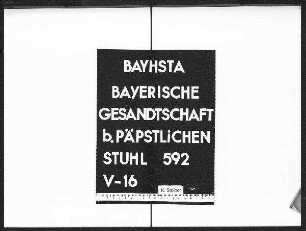 BAYHSTA
BAYERISCHE
GESANDTSCHAFT
b. PÄPSTLiCHEN
STUHL 592
V-16